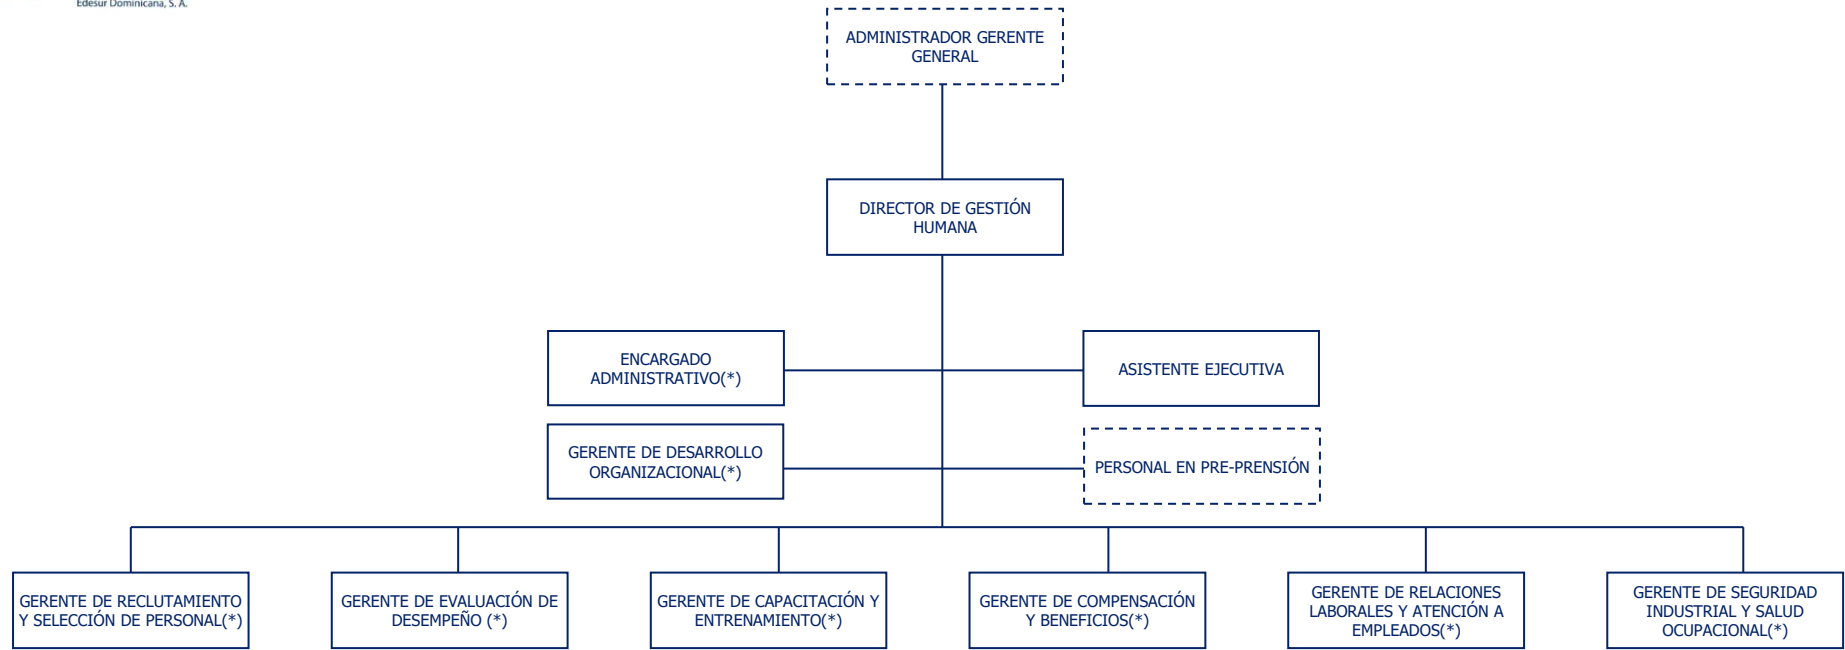 Edesur Dominicana, S. A.
ADMINISTRADOR GERENTE
GENERAL
DIRECTOR DE GESTIÓN
HUMANA
ENCARGADO
ADMINISTRATIVO(*)
ASISTENTE EJECUTIVA
GERENTE DE DESARROLLO
ORGANIZACIONAL(*)
PERSONAL EN PRE-PRENSIÓN
GERENTE DE RECLUTAMIENTO
Y SELECCIÓN DE PERSONAL(*)
GERENTE DE EVALUACIÓN DE
DESEMPEÑO (*)
GERENTE DE CAPACITACIÓN Y
ENTRENAMIENTO(*)
GERENTE DE COMPENSACIÓN
Y BENEFICIOS(*)
GERENTE DE RELACIONES
LABORALES Y ATENCIÓN A
EMPLEADOS(*)
GERENTE DE SEGURIDAD
INDUSTRIAL Y SALUD
OCUPACIONAL(*)